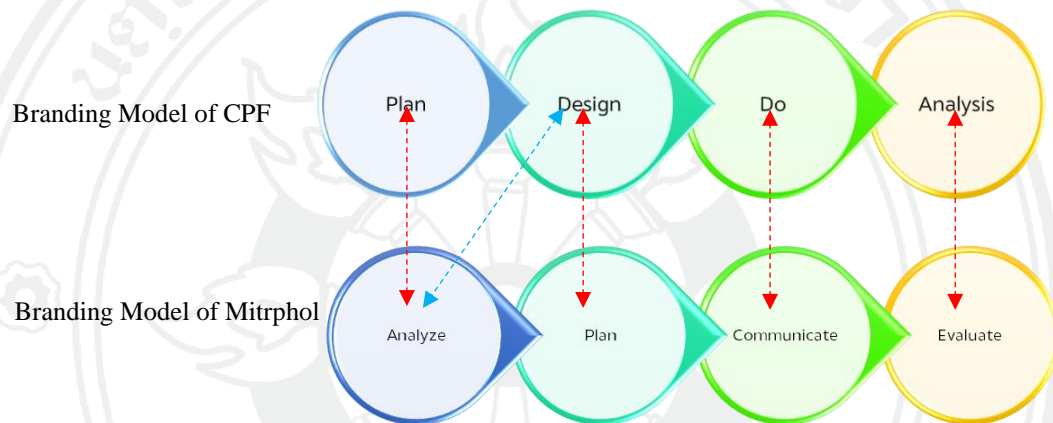 Branding Model of CPF
Plan
Design
Do
Analysis
Branding Model of Mitrphol
Analyze
Plan
Communicate
Evaluate